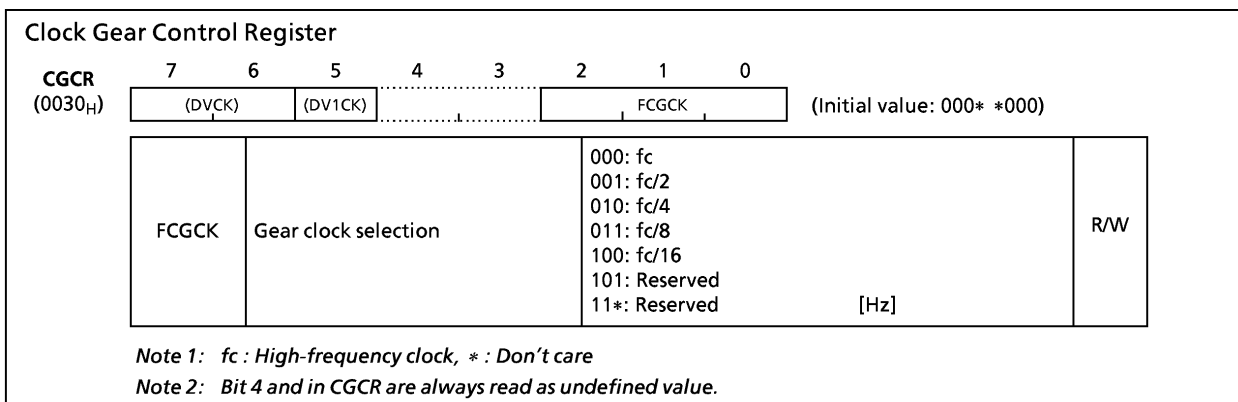 Clock Gear Control Register
CGCR 7 6 5 4 3 2 1 0
(0030H) (DVCK) (DV1CK) FCGCK (Initial value: 000* *000)
000: fc
001: fc/2
010: fc/4
FCGCK Gear clock selection 011: fc/8 R/W
100: fc/16
101: Reserved
11*: Reserved [Hz]
Note 1: fc : High-frequency clock, * : Don't care
Note 2: Bit 4 and in CGCR are always read as undefined value.